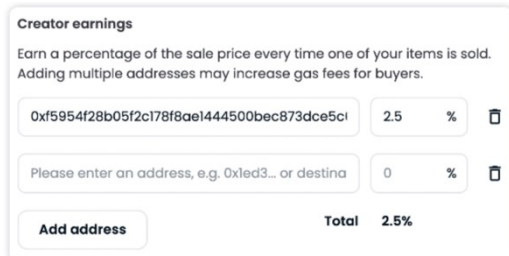 Creator earnings
Earn a percentage of the sale price every time one of your items is sold.
Adding multiple addresses may increase gas fees for buyers.
0xf5954f28b05f2c178f8ae1444500bec873dce5c( 2.5 %
Please enter an address, e.g. 0x1ed3... or destina 0 %
Add address Total 2.5%